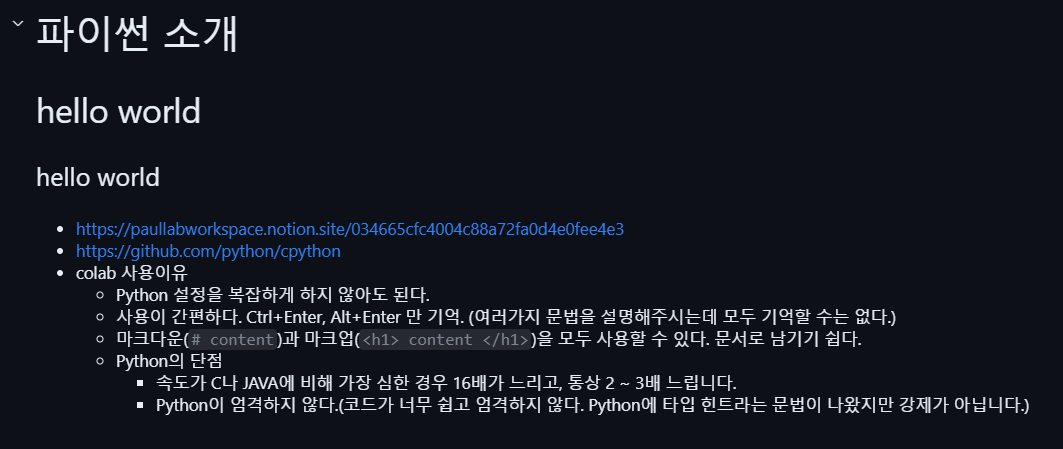 파이썬 소개
hello world
hello world
https://paullabworkspace.notion.site/034665cfc4004c88a72fa0d4e0fee4e3
https://github.com/python/cpython
colab 사용이유
Python 설정을 복잡하게 하지 않아도 된다.
사용이 간편하다. Ctrl+Enter, Alt+Enter 만 기억. (여러가지 문법을 설명해주시는데 모두 기억할 수는 없다.)
마크다운(# content)과 마크업(<h1> content </h1>)을 모두 사용할 수 있다. 문서로 남기기 쉽다.
Python의 단점
속도가 C나 JAVA에 비해 가장 심한 경우 16배가 느리고, 통상 2 ~ 3배 느립니다.
Python이 엄격하지 않다.(코드가 너무 쉽고 엄격하지 않다. Python에 타입 힌트라는 문법이 나왔지만 강제가 아닙니다.)